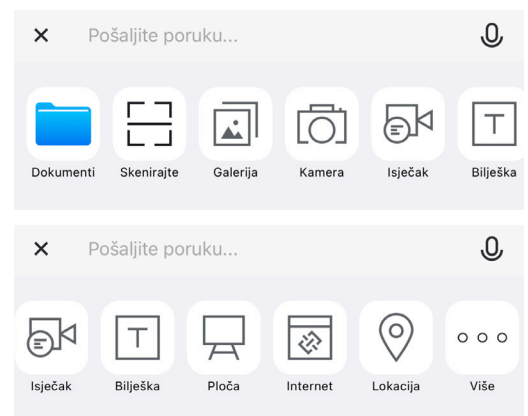 Pošaljite poruku...
Dokumenti Skenirajte Galerija Kamera Isječak Bilješka
Pošaljite poruku...
Isječak Bilješka Ploča Internet Lokacija Više